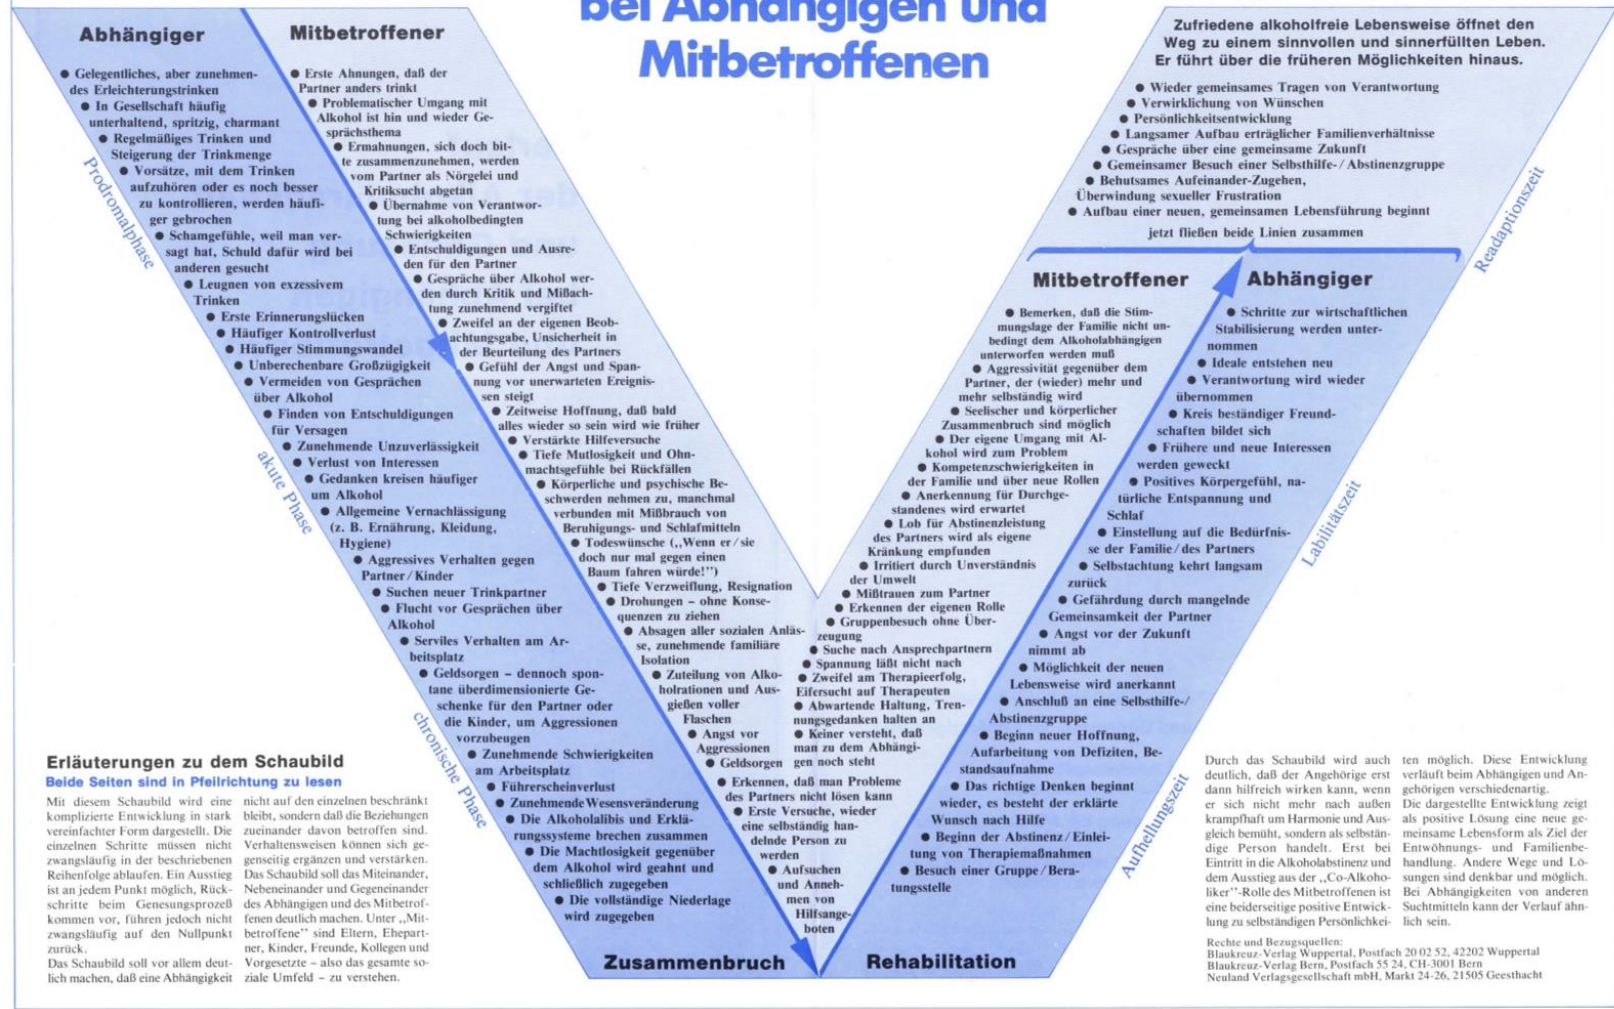 bei Abhängigen und
Mitbetroffenen
Abhängiger
● Gelegentliches, aber zunehmen-
des Erleichterungstrinken
● In Gesellschaft häufig
unterhaltend, spritzig, charmant
● Regelmäßiges Trinken und
Steigerung der Trinkmenge
● Vorsätze, mit dem Trinken
aufzuhören oder es noch besser
zu kontrollieren, werden häufi-
ger gebrochen
● Schamgefühle, weil man ver-
sagt hat, Schuld dafür wird bei
anderen gesucht
● Leugnen von exzessivem
Trinken
● Erste Erinnerungslücken
● Häufiger Kontrollverlust
● Häufiger Stimmungswandel
● Unberechenbare Großzügigkeit
● Vermeiden von Gesprächen
über Alkohol
● Finden von Entschuldigungen
für Versagen
● Zunehmende Unzuverlässigkeit
● Verlust von Interessen
● Gedanken kreisen häufiger
um Alkohol
● Allgemeine Vernachlässigung
(z. B. Ernährung, Kleidung,
Hygiene)
● Aggressives Verhalten gegen
Partner/Kinder
● Suchen neuer Trinkpartner
● Flucht vor Gesprächen über
Alkohol
● Serviles Verhalten am Ar-
beitsplatz
● Geldsorgen – dennoch spon-
tane überdimensionierte Ge-
schenke für den Partner oder
die Kinder, um Aggressionen
vorzubeugen
● Zunehmende Schwierigkeiten
am Arbeitsplatz
● Führerscheinverlust
● Zunehmende Wesensveränderung
● Die Alkoholalibis und Erklä-
rungssysteme brechen zusammen
● Die Machtlosigkeit gegenüber
dem Alkohol wird geahnt und
schließlich zugegeben
● Die vollständige Niederlage
wird zugegeben
Prodromalphase
akute Phase
chronische Phase
Mitbetroffener
● Erste Ahnungen, daß der
Partner anders trinkt
● Problematischer Umgang mit
Alkohol ist hin und wieder Ge-
sprächsthema
● Ermahnungen, sich doch bit-
te zusammenzunehmen, werden
vom Partner als Nörgelei und
Kritiksucht abgetan
● Übernahme von Verantwor-
tung bei alkoholbedingten
Schwierigkeiten
● Entschuldigungen und Ausre-
den für den Partner
● Gespräche über Alkohol wer-
den durch Kritik und Mißach-
tung zunehmend vergiftet
● Zweifel an der eigenen Beob-
achtungsgabe, Unsicherheit in
der Beurteilung des Partners
● Gefühl der Angst und Span-
nung vor unerwarteten Ereignis-
sen steigt
● Zeitweise Hoffnung, daß bald
alles wieder so sein wird wie früher
● Verstärkte Hilfeversuche
● Tiefe Mutlosigkeit und Ohn-
machtsgefühle bei Rückfällen
● Körperliche und psychische Be-
schwerden nehmen zu, manchmal
verbunden mit Mißbrauch von
Beruhigungs- und Schlafmitteln
● Todeswünsche („Wenn er/sie
doch nur mal gegen einen
Baum fahren würde!")
● Tiefe Verzweiflung, Resignation
● Drohungen – ohne Konse-
quenzen zu ziehen
● Absagen aller sozialen Anläs-
se, zunehmende familiäre
Isolation
● Zuteilung von Alko-
holrationen und Aus-
gießen voller
Flaschen
● Angst vor
Aggressionen
● Geldsorgen
● Erkennen, daß man Probleme
des Partners nicht lösen kann
● Erste Versuche, wieder
eine selbständig han-
delnde Person zu
werden
● Aufsuchen
und Anneh-
men von
Hilfsange-
boten
Zusammenbruch
Zufriedene alkoholfreie Lebensweise öffnet den
Weg zu einem sinnvollen und sinnerfüllten Leben.
Er führt über die früheren Möglichkeiten hinaus.
● Wieder gemeinsames Tragen von Verantwortung
● Verwirklichung von Wünschen
● Persönlichkeitsentwicklung
● Langsamer Aufbau erträglicher Familienverhältnisse
● Gespräche über eine gemeinsame Zukunft
● Gemeinsamer Besuch einer Selbsthilfe-/Abstinenzgruppe
● Behutsames Aufeinander-Zugehen,
Überwindung sexueller Frustration
● Aufbau einer neuen, gemeinsamen Lebensführung beginnt
jetzt fließen beide Linien zusammen
Mitbetroffener
● Bemerken, daß die Stim-
mungslage der Familie nicht un-
bedingt dem Alkoholabhängigen
unterworfen werden muß
● Aggressivität gegenüber dem
Partner, der (wieder) mehr und
mehr selbständig wird
● Seelischer und körperlicher
Zusammenbruch sind möglich
● Der eigene Umgang mit Al-
kohol wird zum Problem
● Kompetenzschwierigkeiten in
der Familie und über neue Rollen
● Anerkennung für Durchge-
standenes wird erwartet
● Lob für Abstinenzleistung
des Partners wird als eigene
Kränkung empfunden
● Irritiert durch Unverständnis
der Umwelt
● Mißtrauen zum Partner
● Erkennen der eigenen Rolle
● Gruppenbesuch ohne Über-
zeugung
● Suche nach Ansprechpartnern
● Spannung läßt nicht nach
● Zweifel am Therapieerfolg,
Eifersucht auf Therapeuten
● Abwartende Haltung, Tren-
nungsgedanken halten an
● Keiner versteht, daß
man zu dem Abhängi-
gen noch steht
Abhängiger
● Schritte zur wirtschaftlichen
Stabilisierung werden unter-
nommen
● Ideale entstehen neu
● Verantwortung wird wieder
übernommen
● Kreis beständiger Freund-
schaften bildet sich
● Frühere und neue Interessen
werden geweckt
● Positives Körpergefühl, na-
türliche Entspannung und
Schlaf
● Einstellung auf die Bedürfnis-
se der Familie/des Partners
● Selbstachtung kehrt langsam
zurück
● Gefährdung durch mangelnde
Gemeinsamkeit der Partner
● Angst vor der Zukunft
nimmt ab
● Möglichkeit der neuen
Lebensweise wird anerkannt
● Anschluß an eine Selbsthilfe-/
Abstinenzgruppe
● Beginn neuer Hoffnung,
Aufarbeitung von Defiziten, Be-
standsaufnahme
● Das richtige Denken beginnt
wieder, es besteht der erklärte
Wunsch nach Hilfe
● Beginn der Abstinenz/Einlei-
tung von Therapiemaßnahmen
● Besuch einer Gruppe/Bera-
tungsstelle
Rehabilitation
Readaptionszeit
Labilitätszeit
Aufhellungszeit
Erläuterungen zu dem Schaubild
Beide Seiten sind in Pfeilrichtung zu lesen
Mit diesem Schaubild wird eine
komplizierte Entwicklung in stark
vereinfachter Form dargestellt. Die
einzelnen Schritte müssen nicht
zwangsläufig in der beschriebenen
Reihenfolge ablaufen. Ein Ausstieg
ist an jedem Punkt möglich, Rück-
schritte beim Genesungsprozeß
kommen vor, führen jedoch nicht
zwangsläufig auf den Nullpunkt
zurück.
Das Schaubild soll vor allem deut-
lich machen, daß eine Abhängigkeit
nicht auf den einzelnen beschränkt
bleibt, sondern daß die Beziehungen
zueinander davon betroffen sind.
Verhaltensweisen können sich ge-
genseitig ergänzen und verstärken.
Das Schaubild soll das Miteinander,
Nebeneinander und Gegeneinander
des Abhängigen und des Mitbetrof-
fenen deutlich machen. Unter „Mit-
betroffene" sind Eltern, Ehepart-
ner, Kinder, Freunde, Kollegen und
Vorgesetzte – also das gesamte so-
ziale Umfeld – zu verstehen.
Durch das Schaubild wird auch
deutlich, daß der Angehörige erst
dann hilfreich wirken kann, wenn
er sich nicht mehr nach außen
krampfhaft um Harmonie und Aus-
gleich bemüht, sondern als selbstän-
dige Person handelt. Erst bei
Eintritt in die Alkoholabstinenz und
dem Ausstieg aus der „Co-Alkoho-
liker"-Rolle des Mitbetroffenen ist
eine beiderseitige positive Entwick-
lung zu selbständigen Persönlichkei-
ten möglich. Diese Entwicklung
verläuft beim Abhängigen und An-
gehörigen verschiedenartig.
Die dargestellte Entwicklung zeigt
als positive Lösung eine neue ge-
meinsame Lebensform als Ziel der
Entwöhnungs- und Familienbe-
handlung. Andere Wege und Lö-
sungen sind denkbar und möglich.
Bei Abhängigkeiten von anderen
Suchtmitteln kann der Verlauf ähn-
lich sein.
Rechte und Bezugsquellen:
Blaukreuz-Verlag Wuppertal, Postfach 20 02 52, 42202 Wuppertal
Blaukreuz-Verlag Bern, Postfach 55 24, CH-3001 Bern
Neuland Verlagsgesellschaft mbH, Markt 24-26, 21505 Geesthacht